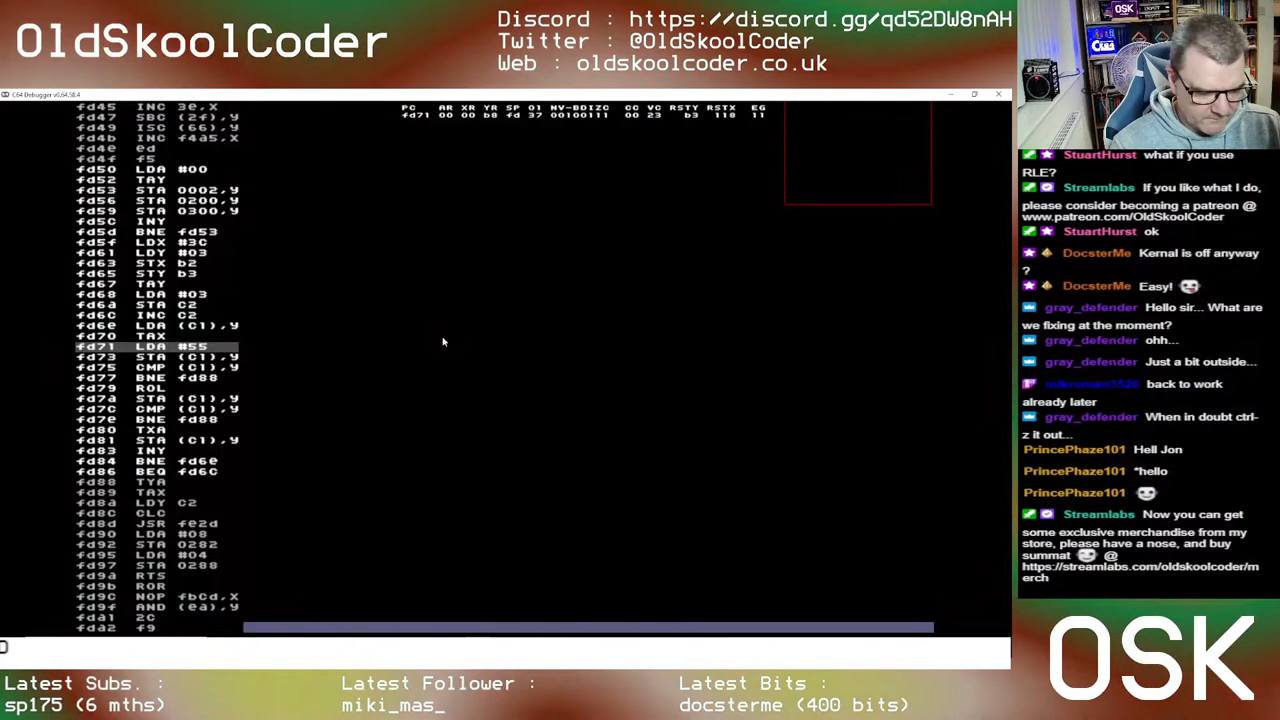 OldSkoolCoder
Discord : https://discord.gg/qd52DW8nAH
Twitter : @OldSkoolCoder
Web : oldskoolcoder.co.uk
OSK
C64 Debugger v0.64.58.4
fd45 INC 3e,X
fd47 SBC (2f),y
fd49 ISC (66),y
fd4b INC f4a5,X
fd4e ed
fd4f f5
fd50 LDA #00
fd52 TAY
fd53 STA 0002,y
fd56 STA 0200,y
fd59 STA 0300,y
fd5c INY
fd5d BNE fd53
fd5f LDX #3C
fd61 LDY #03
fd63 STX b2
fd65 STY b3
fd67 TAY
fd68 LDA #03
fd6a STA C2
fd6c INC C2
fd6e LDA (C1),y
fd70 TAX
fd71 LDA #55
fd73 STA (C1),y
fd75 CMP (C1),y
fd77 BNE fd88
fd79 ROL
fd7a STA (C1),y
fd7c CMP (C1),y
fd7e BNE fd88
fd80 TXA
fd81 STA (C1),y
fd83 INY
fd84 BNE fd6e
fd86 BEQ fd6c
fd88 TYA
fd89 TAX
fd8a LDY C2
fd8c CLC
fd8d JSR fe2d
fd90 LDA #08
fd92 STA 0282
fd95 LDA #04
fd97 STA 0288
fd9a RTS
fd9b ROR
fd9c NOP fbcd,X
fd9f AND (ea),y
fda1 2C
fda2 f9
PC AR XR YR SP 01 NV-BDIZC CC VC RSTY RSTX EG
fd71 00 00 b8 fd 37 00100111 00 23 b3 118 11
StuartHurst what if you use
RLE?
Streamlabs If you like what I do,
please consider becoming a patreon @
www.patreon.com/OldSkoolCoder
StuartHurst ok
DocsterMe Kernal is off anyway
?
DocsterMe Easy!
gray_defender Hello sir... What are
we fixing at the moment?
gray_defender ohh...
gray_defender Just a bit outside...
back to work
already later
gray_defender When in doubt ctrl-
z it out...
PrincePhaze101 Hell Jon
PrincePhaze101 *hello
PrincePhaze101
Streamlabs Now you can get
some exclusive merchandise from my
store, please have a nose, and buy
summat @
https://streamlabs.com/oldskoolcoder/m
erch
OSK
Latest Subs. :
sp175 (6 mths)
Latest Follower :
miki_mas_
Latest Bits :
docsterme (400 bits)